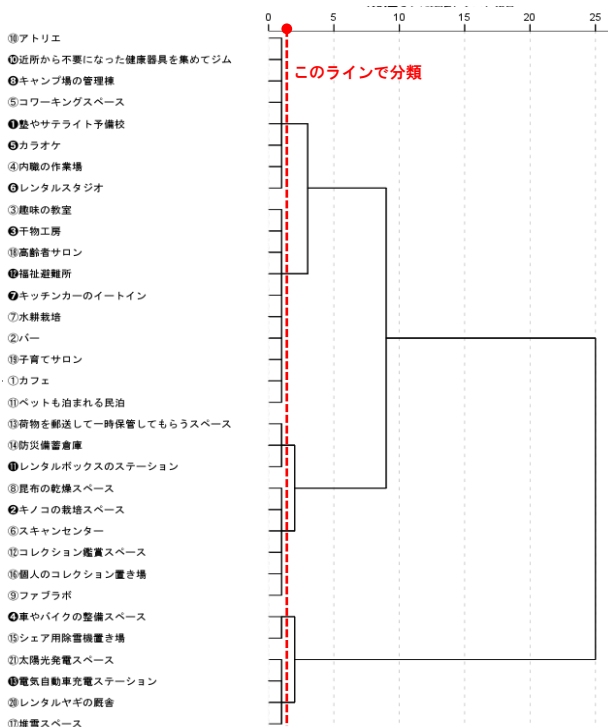 0 5 10 15 20 25
⑩アトリエ
❿近所から不要になった健康器具を集めてジム
❽キャンプ場の管理棟
このラインで分類
⑤コワーキングスペース
❶塾やサテライト予備校
❺カラオケ
④内職の作業場
❻レンタルスタジオ
③趣味の教室
❸干物工房
⑱高齢者サロン
⓬福祉避難所
❼キッチンカーのイートイン
⑦水耕栽培
②バー
⑲子育てサロン
①カフェ
⑪ペットも泊まれる民泊
⑬荷物を郵送して一時保管してもらうスペース
⑭防災備蓄倉庫
⓫レンタルボックスのステーション
⑧昆布の乾燥スペース
❷キノコの栽培スペース
⑥スキャンセンター
⑫コレクション鑑賞スペース
⑯個人のコレクション置き場
⑨ファブラボ
❹車やバイクの整備スペース
⑮シェア用除雪機置き場
㉑太陽光発電スペース
⓭電気自動車充電ステーション
⑳レンタルヤギの厩舎
⑰堆雪スペース